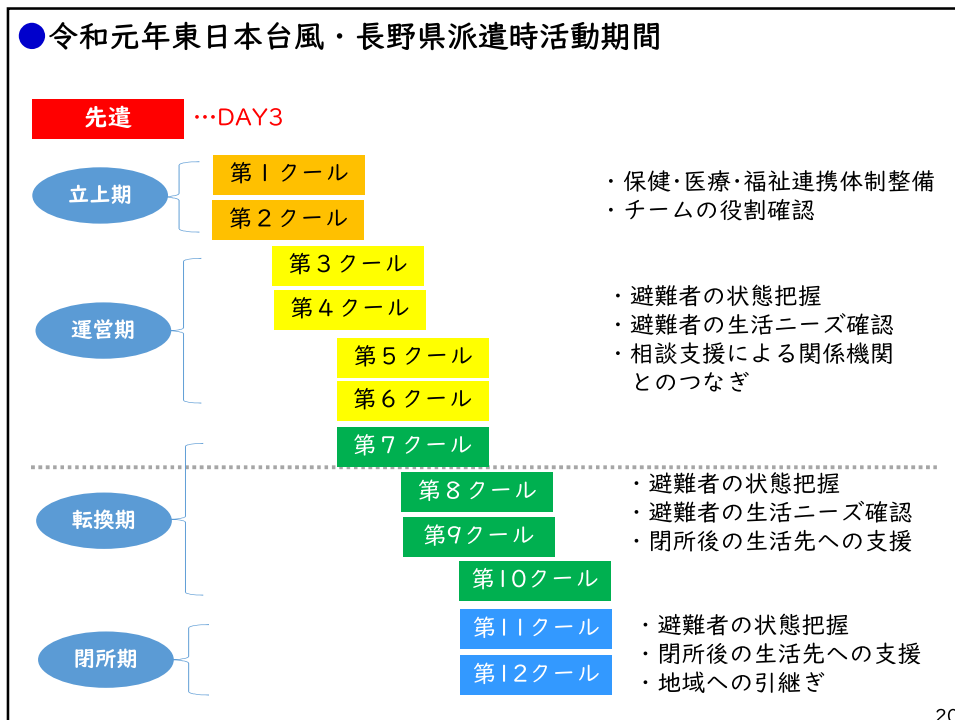 ●令和元年東日本台風・長野県派遣時活動期間
先遣 …DAY3
立上期
第1クール
第2クール
・保健・医療・福祉連携体制整備
・チームの役割確認
運営期
第3クール
第4クール
第5クール
第6クール
・避難者の状態把握
・避難者の生活ニーズ確認
・相談支援による関係機関
とのつなぎ
転換期
第7クール
第8クール
第9クール
第10クール
・避難者の状態把握
・避難者の生活ニーズ確認
・閉所後の生活先への支援
閉所期
第11クール
第12クール
・避難者の状態把握
・閉所後の生活先への支援
・地域への引継ぎ
20